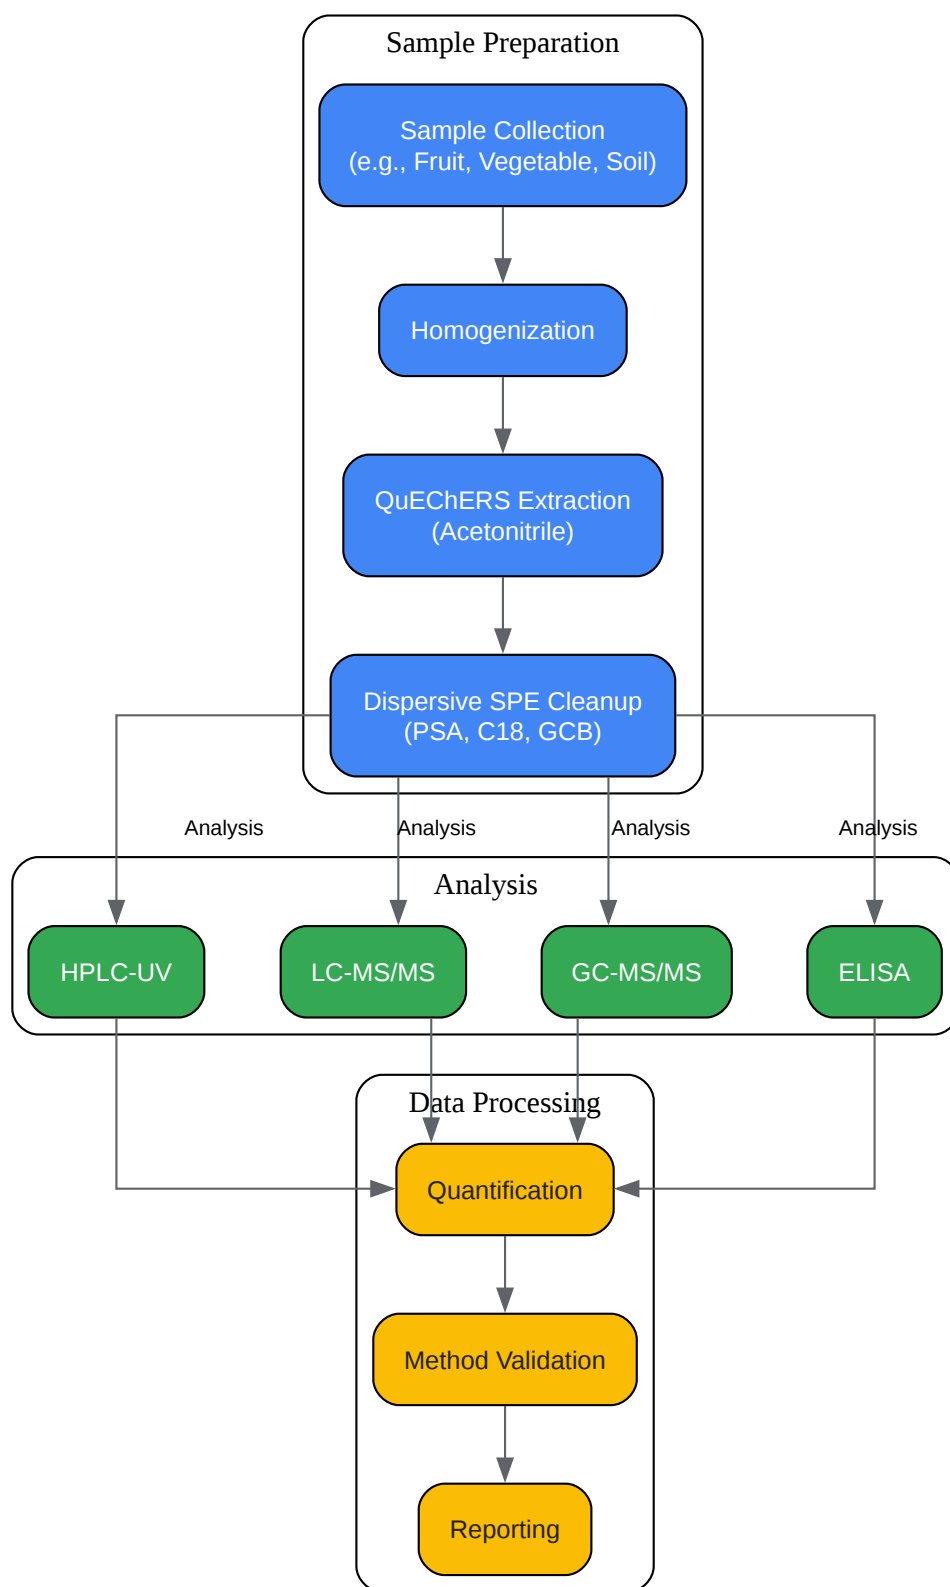 Sample Preparation
Sample Collection
(e.g., Fruit, Vegetable, Soil)
Homogenization
QuEChERS Extraction
(Acetonitrile)
Dispersive SPE Cleanup
(PSA, C18, GCB)
Analysis
Analysis
Analysis
Analysis
Analysis
HPLC-UV
LC-MS/MS
GC-MS/MS
ELISA
Data Processing
Quantification
Method Validation
Reporting